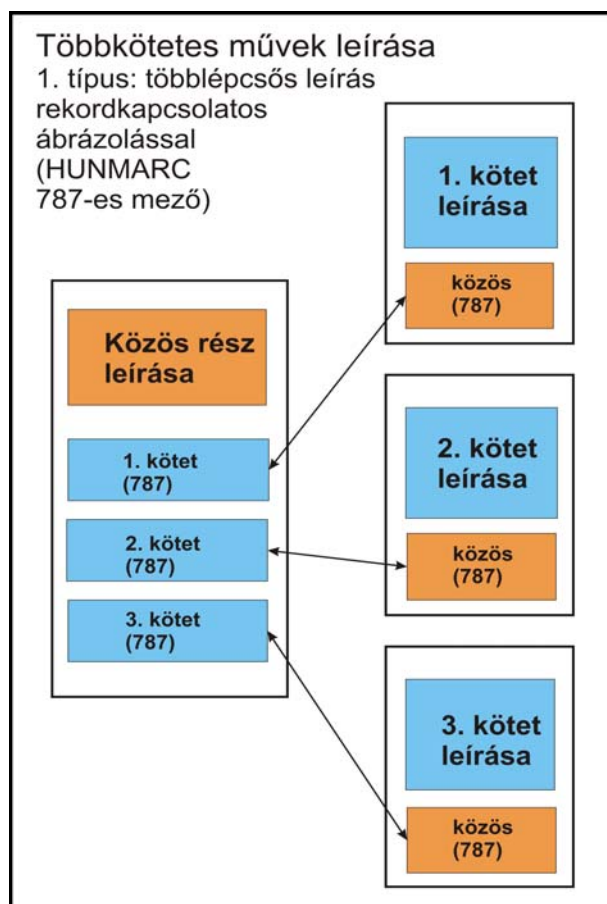 Többkötetes művek leírása
1. típus: többlépcsős leírás
rekordkapcsolatos
ábrázolással
(HUNMARC
787-es mező)
Közös rész
leírása
1. kötet
(787)
2. kötet
(787)
3. kötet
(787)
1. kötet
leírása
közös
(787)
2. kötet
leírása
közös
(787)
3. kötet
leírása
közös
(787)